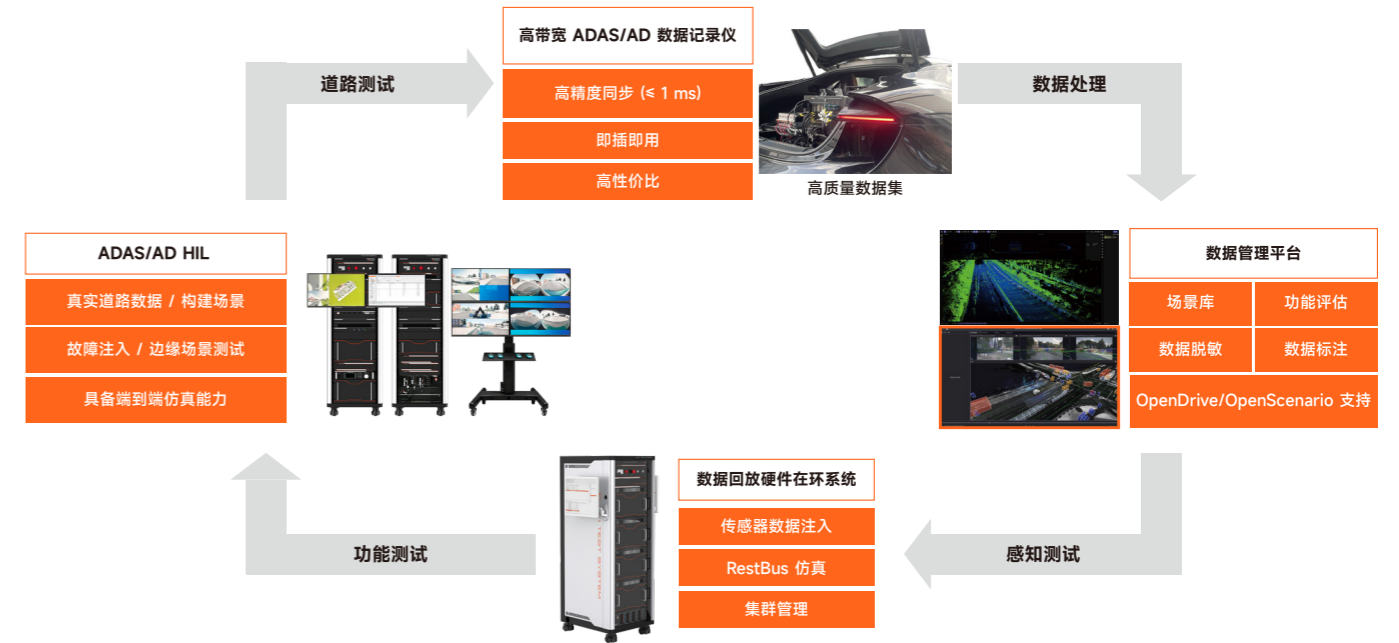 高带宽 ADAS/AD 数据记录仪
道路测试
数据处理
高精度同步 (≤ 1 ms)
即插即用
高性价比
高质量数据集
ADAS/AD HIL
真实道路数据 / 构建场景
故障注入 / 边缘场景测试
具备端到端仿真能力
数据管理平台
场景库
功能评估
数据脱敏
数据标注
OpenDrive/OpenScenario 支持
数据回放硬件在环系统
传感器数据注入
RestBus 仿真
集群管理
TEST SYSTEM
功能测试
感知测试